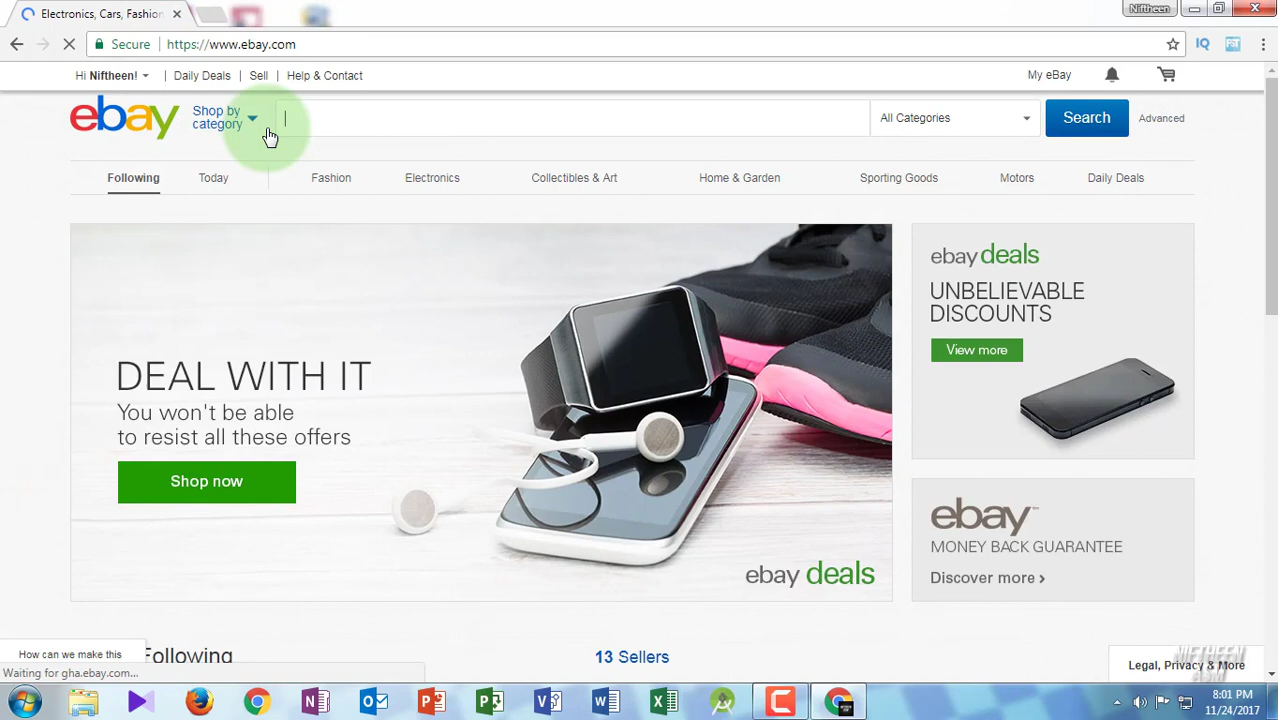 Electronics, Cars, Fashion
Niftheen
Secure
https://www.ebay.com
Hi Niftheen!
Daily Deals
Sell
Help & Contact
My eBay
ebay
Shop by
category
All Categories
Search
Advanced
Following
Today
Fashion
Electronics
Collectibles & Art
Home & Garden
Sporting Goods
Motors
Daily Deals
DEAL WITH IT
You won't be able
to resist all these offers
Shop now
ebay deals
ebay deals
UNBELIEVABLE
DISCOUNTS
View more
ebay
MONEY BACK GUARANTEE
Discover more
How can we make this
Following
13 Sellers
Legal, Privacy & More
Waiting for gha.ebay.com...
8:01 PM
11/24/2017